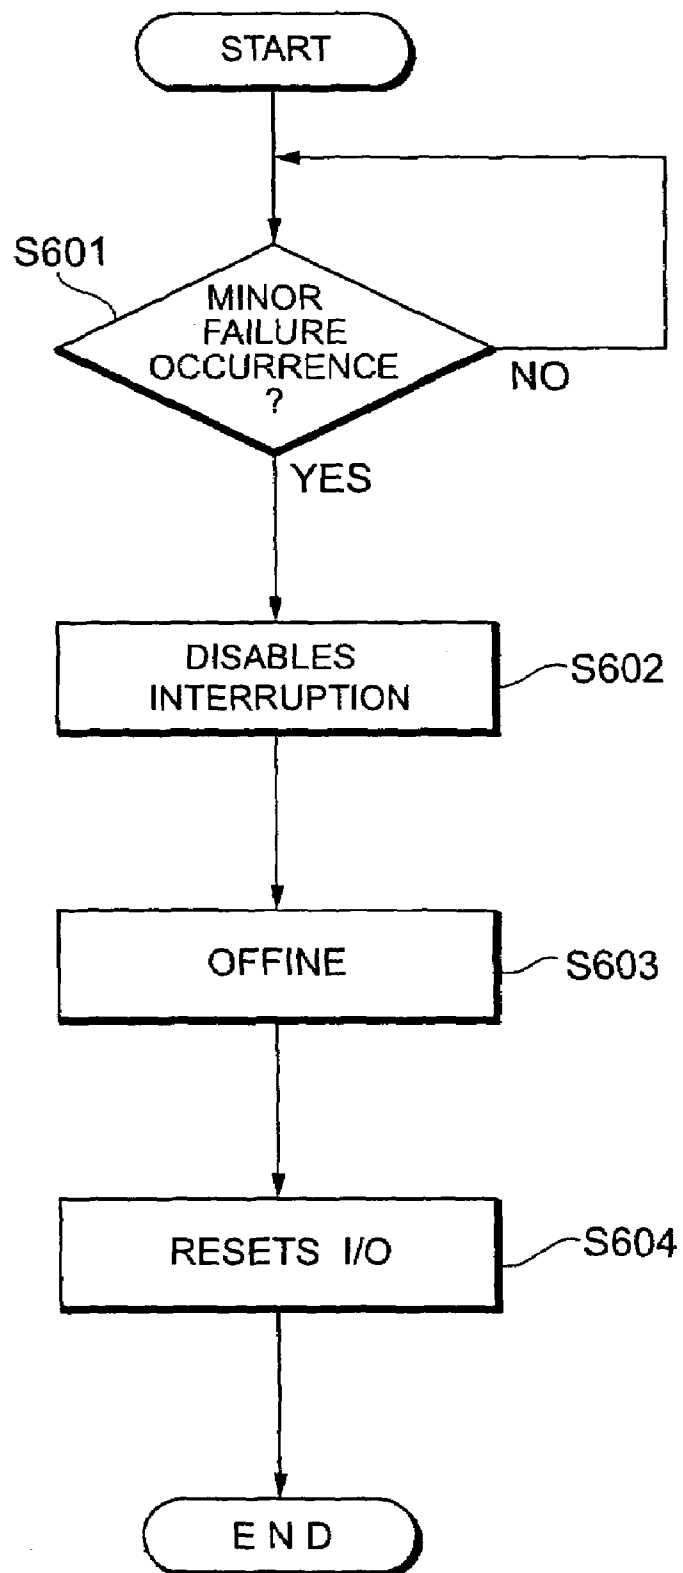 START
S601
MINOR
FAILURE
OCCURRENCE
?
NO
YES
DISABLES
INTERRUPTION
S602
OFFINE
S603
RESETS I/O
S604
END